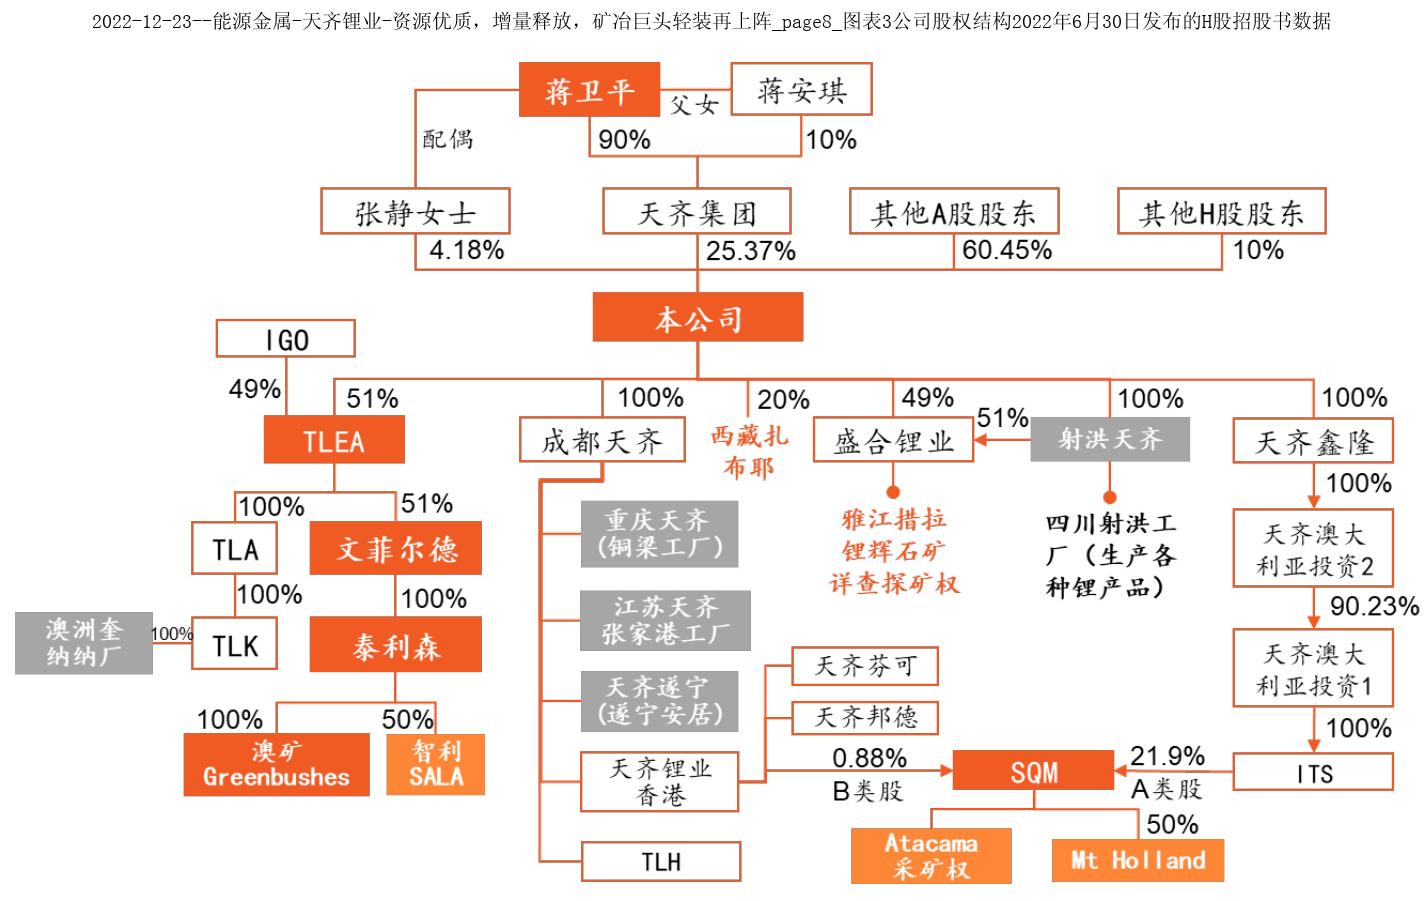 2022-12-23--能源金属-天齐锂业-资源优质，增量释放，矿冶巨头轻装再上阵_page8_图表3公司股权结构2022年6月30日发布的H股招股书数据
蒋卫平
父女
蒋安琪
配偶
90%
10%
张静女士
天齐集团
其他A股股东
其他H股股东
4.18%
25.37%
60.45%
10%
本公司
IGO
49%
51%
100%
20%
49%
51%
100%
100%
TLEA
成都天齐
西藏扎
布耶
盛合锂业
射洪天齐
天齐鑫隆
100%
51%
100%
TLA
文菲尔德
重庆天齐
(铜梁工厂)
雅江措拉
锂辉石矿
详查探矿权
四川射洪工
厂（生产各
种锂产品）
天齐澳大
利亚投资2
100%
100%
90.23%
澳洲奎
纳纳厂
100%
TLK
泰利森
江苏天齐
张家港工厂
天齐芬可
天齐澳大
利亚投资1
天齐遂宁
(遂宁安居)
天齐邦德
100%
50%
100%
澳矿
Greenbushes
智利
SALA
天齐锂业
香港
0.88%
B类股
SQM
21.9%
A类股
ITS
50%
TLH
Atacama
采矿权
Mt Holland